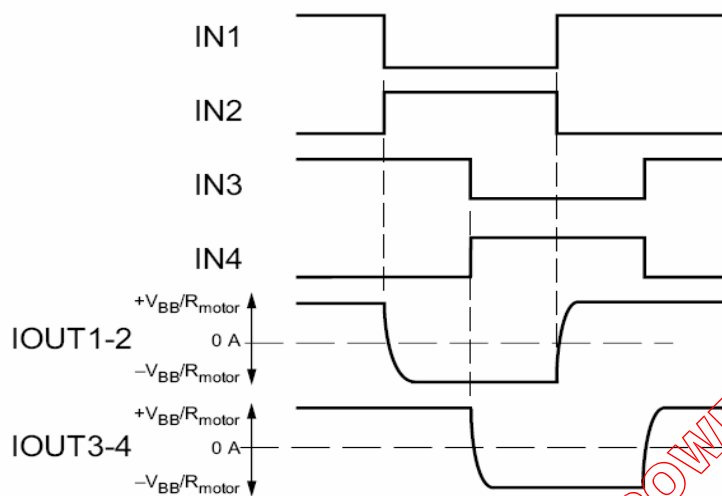 IN1
IN2
IN3
IN4
+VBB/Rmotor
IOUT1-2
0 A
–VBB/Rmotor
+VBB/Rmotor
IOUT3-4
0 A
–VBB/Rmotor